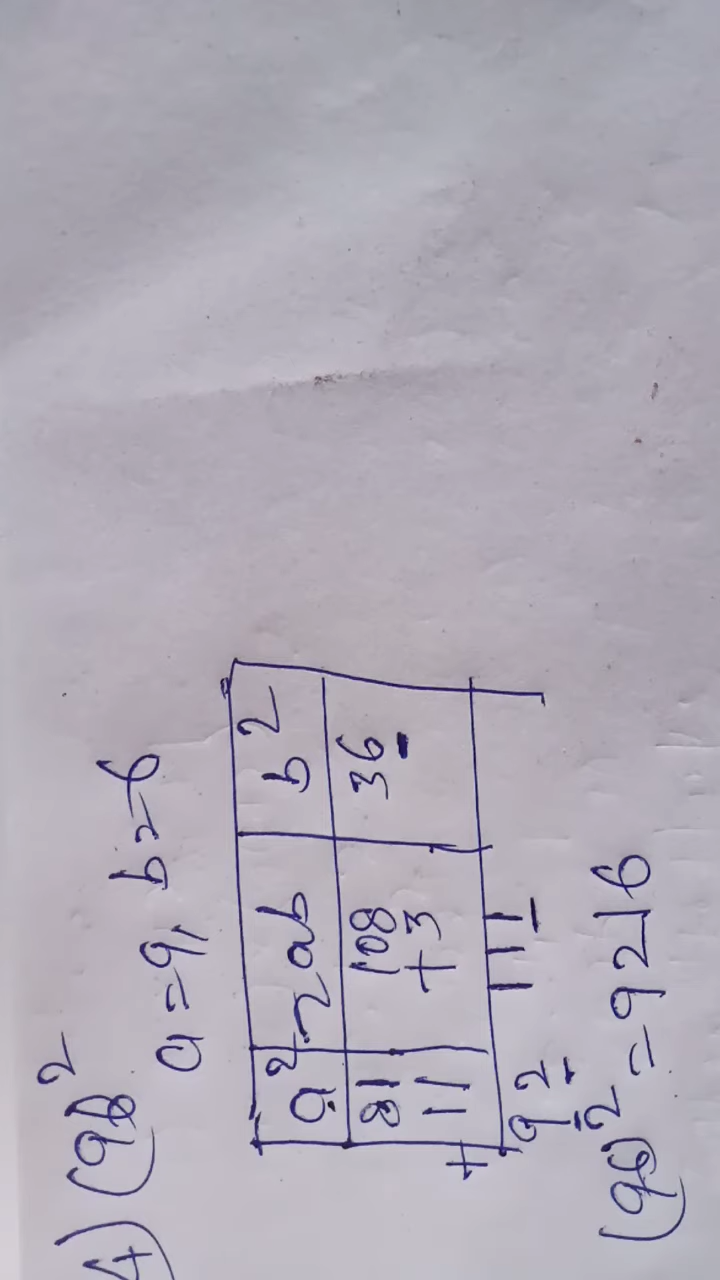 4) (96)²
a = 9, b = 6
a² 2ab b²
81 108 36
+ 11 + 3
92 111
(96)² = 9216